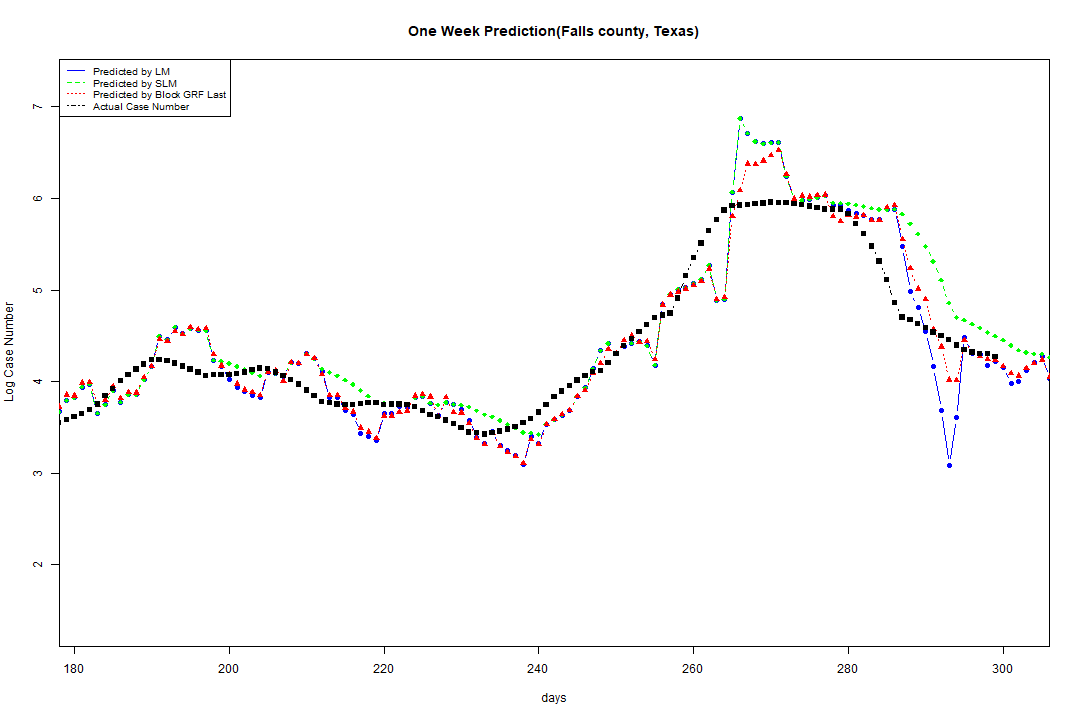 One Week Prediction(Falls county, Texas)
Predicted by LM
Predicted by SLM
Predicted by Block GRF Last
Actual Case Number
7
6
5
4
3
2
Log Case Number
180 200 220 240 260 280 300
days